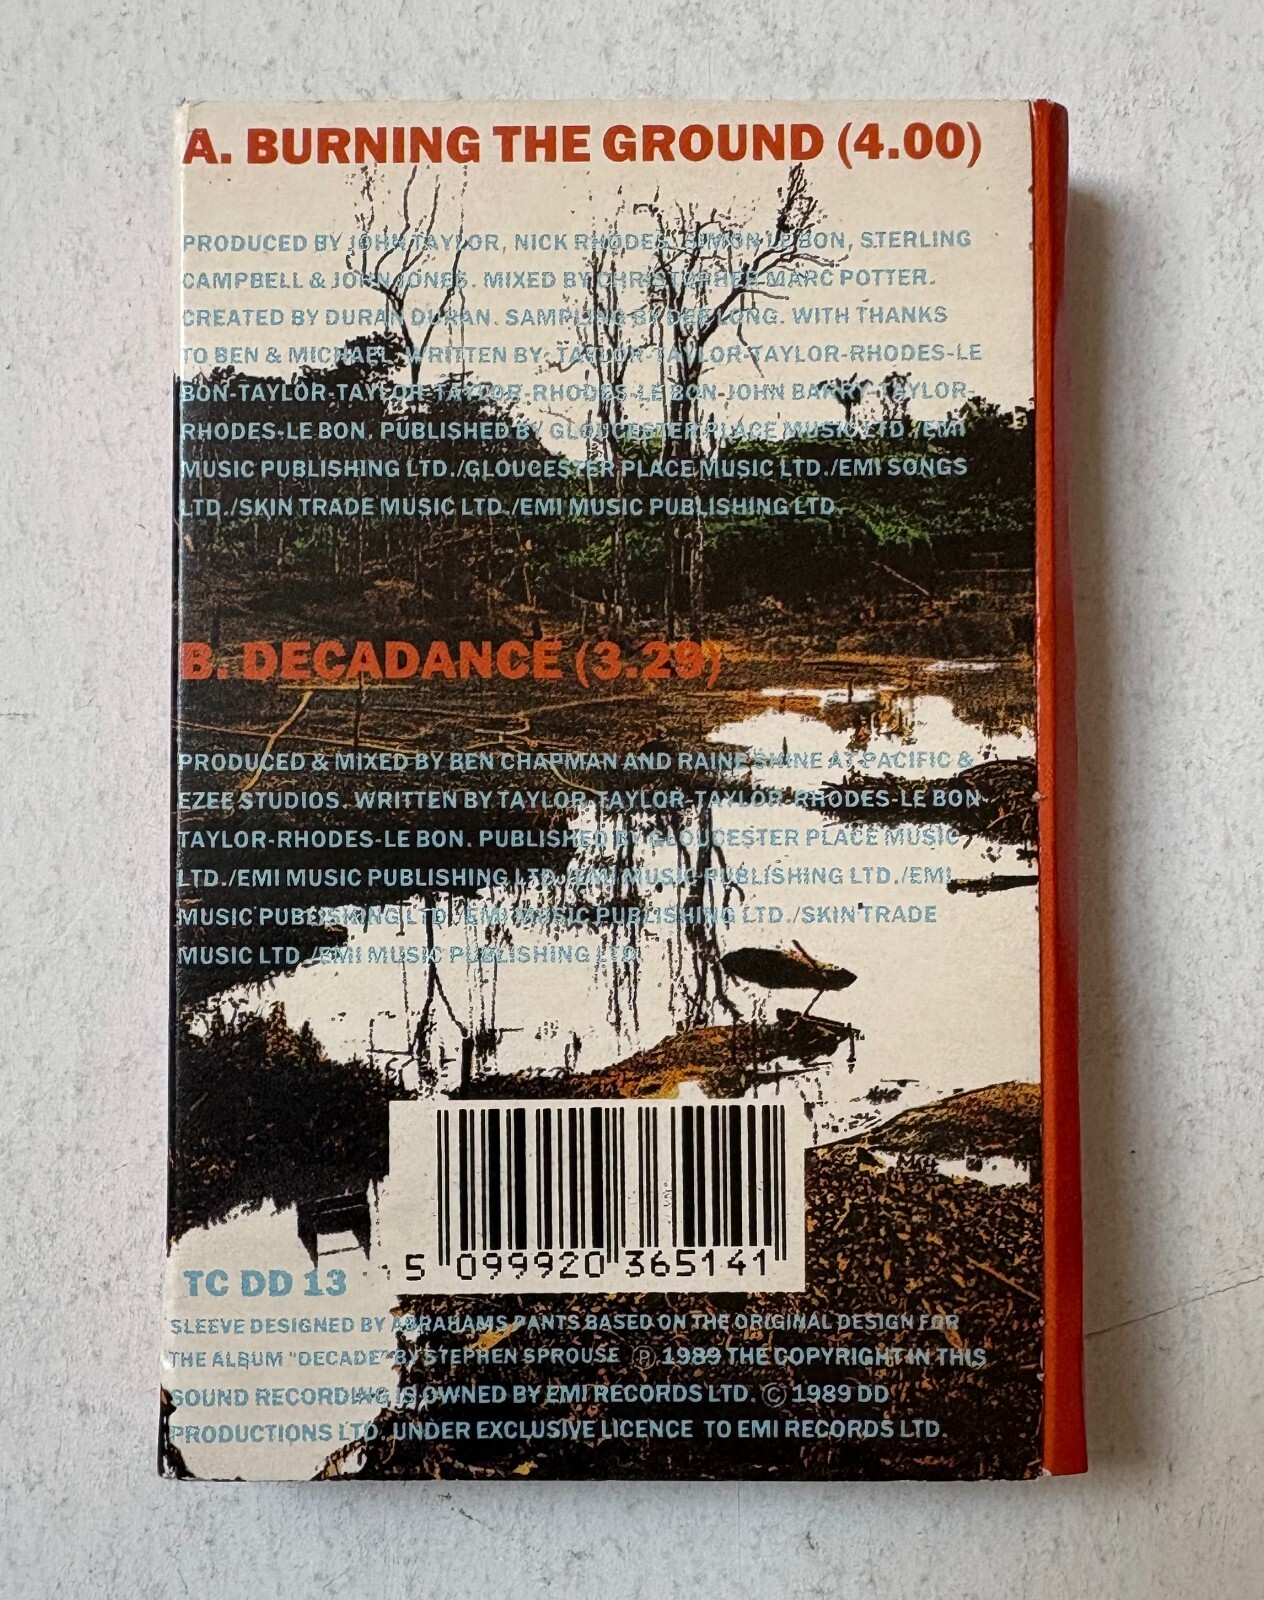 A. BURNING THE GROUND (4.00)
PRODUCED BY JOHN TAYLOR, NICK RHODES, SIMON LE BON, STERLING
CAMPBELL & JOHN JONES. MIXED BY CHRISTOPHER MARC POTTER.
CREATED BY DURAN DURAN. SAMPLING BY DEE LONG. WITH THANKS
TO BEN & MICHAEL. WRITTEN BY: TAYLOR-TAYLOR-TAYLOR-RHODES-LE
BON-TAYLOR-TAYLOR-TAYLOR-RHODES-LE BON-JOHN BARRY-TAYLOR-
RHODES-LE BON. PUBLISHED BY GLOUCESTER PLACE MUSIC LTD./EMI
MUSIC PUBLISHING LTD./GLOUCESTER PLACE MUSIC LTD./EMI SONGS
LTD./SKIN TRADE MUSIC LTD./EMI MUSIC PUBLISHING LTD.
B. DECADANCE (3.29)
PRODUCED & MIXED BY BEN CHAPMAN AND RAINE SHINE AT PACIFIC &
EZEE STUDIOS. WRITTEN BY TAYLOR-TAYLOR-TAYLOR-RHODES-LE BON-
TAYLOR-RHODES-LE BON. PUBLISHED BY GLOUCESTER PLACE MUSIC
LTD./EMI MUSIC PUBLISHING LTD./EMI MUSIC PUBLISHING LTD./EMI
MUSIC PUBLISHING LTD./EMI MUSIC PUBLISHING LTD./SKIN TRADE
MUSIC LTD./EMI MUSIC PUBLISHING LTD.
5 099920 365141
TC DD 13
SLEEVE DESIGNED BY ABRAHAMS PANTS BASED ON THE ORIGINAL DESIGN FOR
THE ALBUM "DECADE" BY STEPHEN SPROUSE ℗ 1989 THE COPYRIGHT IN THIS
SOUND RECORDING IS OWNED BY EMI RECORDS LTD. © 1989 DD
PRODUCTIONS LTD. UNDER EXCLUSIVE LICENCE TO EMI RECORDS LTD.